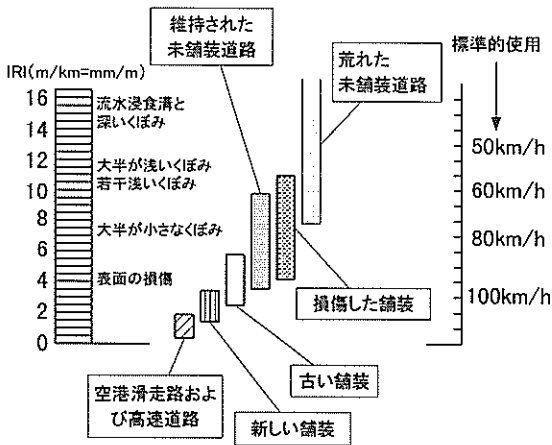 維持された
未舗装道路
荒れた
未舗装道路
標準的使用
IRI(m/km=mm/m)
16
14
12
10
8
6
4
2
0
流水浸食溝と
深いくぼみ
大半が浅いくぼみ
若干浅いくぼみ
大半が小さなくぼみ
表面の損傷
50km/h
60km/h
80km/h
100km/h
損傷した舗装
古い舗装
新しい舗装
空港滑走路およ
び高速道路